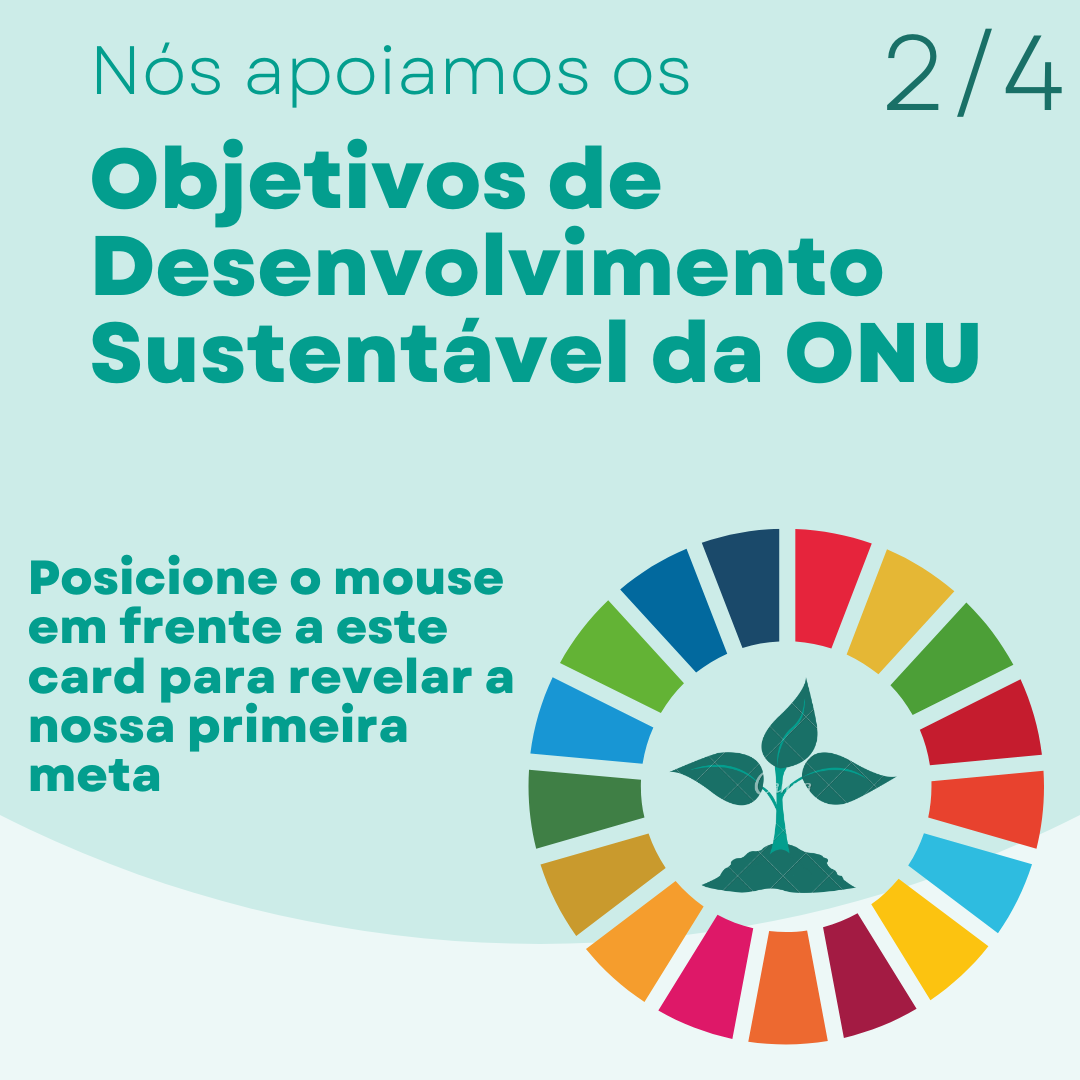 Nós apoiamos os
2/4
Objetivos de
Desenvolvimento
Sustentável da ONU
Posicione o mouse
em frente a este
card para revelar a
nossa primeira
meta